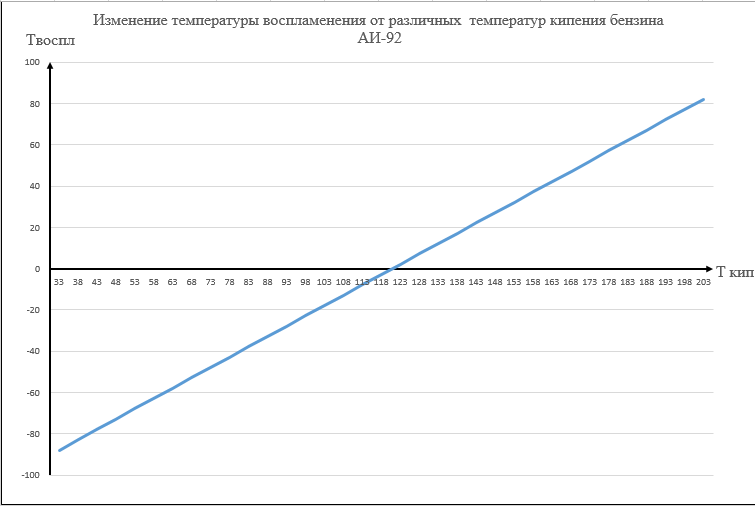 Изменение температуры воспламенения от различных температур кипения бензина
АИ-92
Твоспл
100
80
60
40
20
0
-20
-40
-60
-80
-100
33 38 43 48 53 58 63 68 73 78 83 88 93 98 103 108 113 118 123 128 133 138 143 148 153 158 163 168 173 178 183 188 193 198 203
Т кип